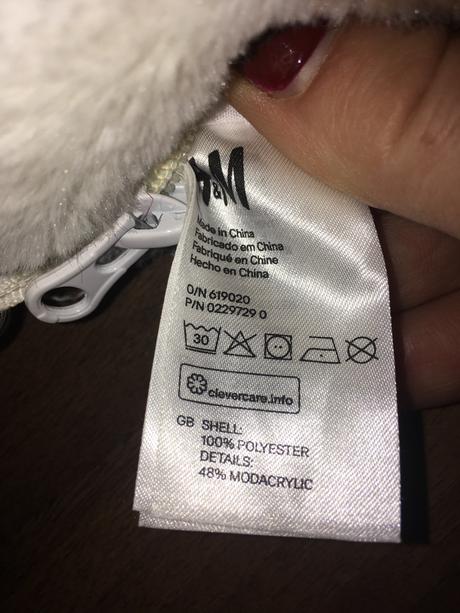 H&M
Made in China
Fabricado em China
Fabriqué en Chine
Hecho en China
O/N 619020
P/N 0229729 0
30
clevercare.info
GB SHELL:
100% POLYESTER
DETAILS:
48% MODACRYLIC